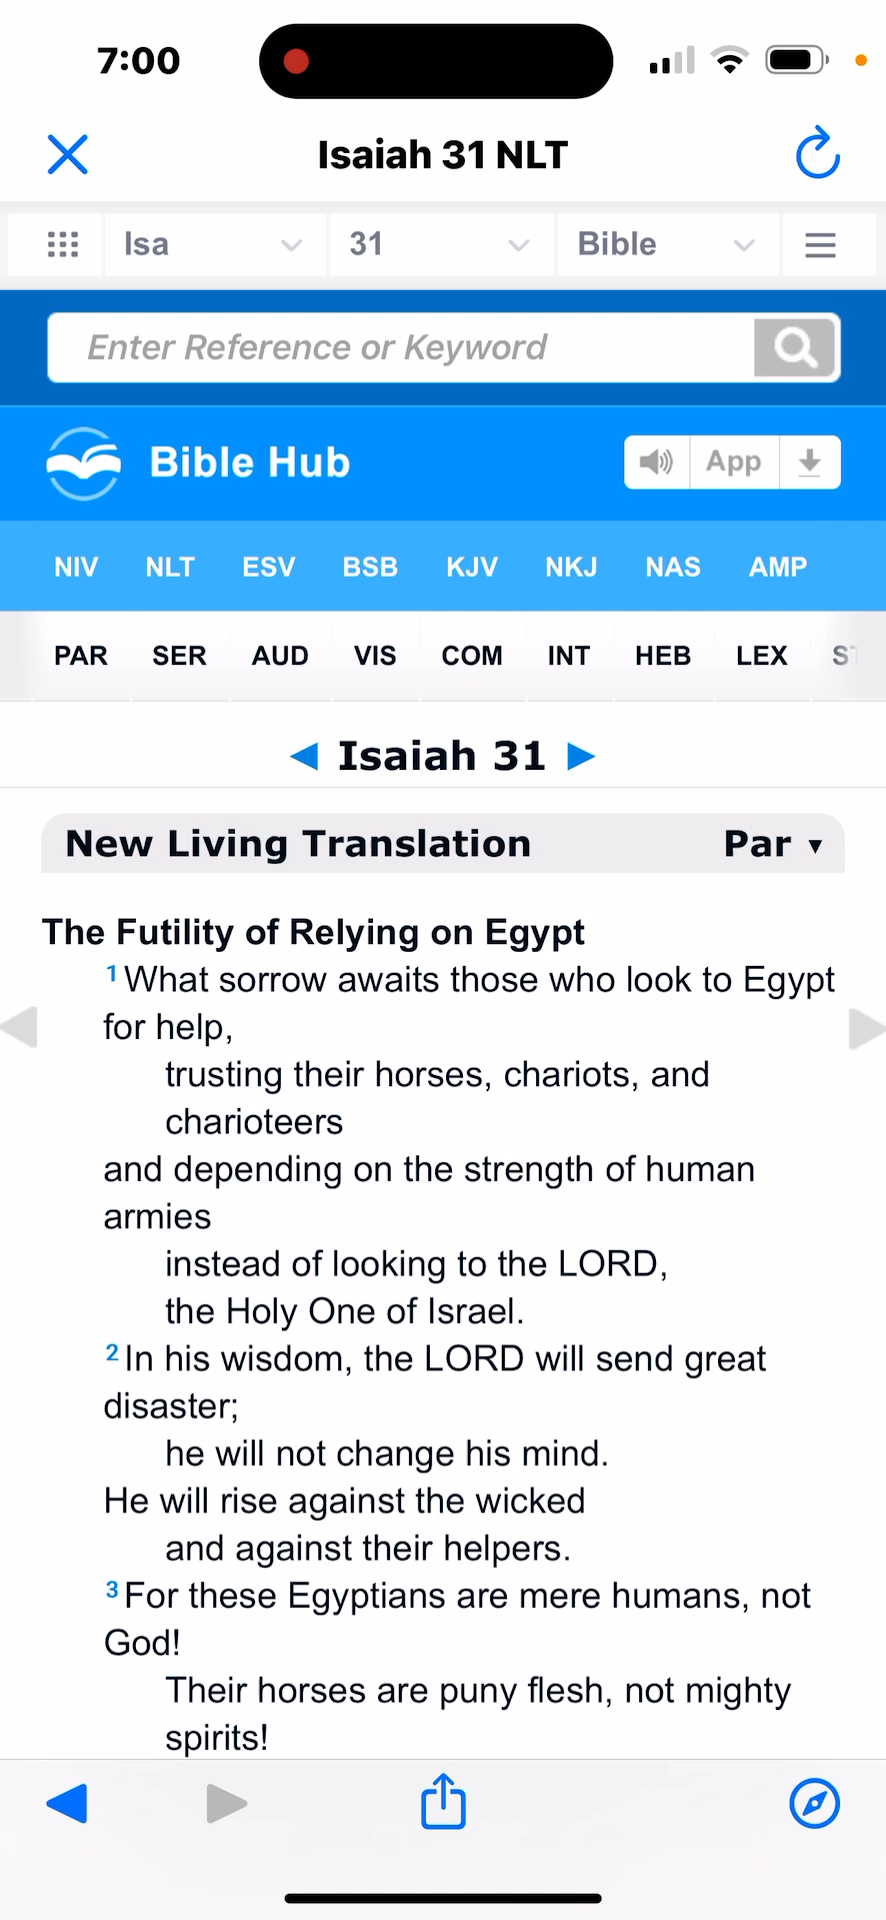 7:00
Isaiah 31 NLT
Isa 31 Bible
Enter Reference or Keyword
Bible Hub App
NIV NLT ESV BSB KJV NKJ NAS AMP
PAR SER AUD VIS COM INT HEB LEX
Isaiah 31
New Living Translation Par ▼
The Futility of Relying on Egypt
1 What sorrow awaits those who look to Egypt
for help,
trusting their horses, chariots, and
charioteers
and depending on the strength of human
armies
instead of looking to the LORD,
the Holy One of Israel.
2 In his wisdom, the LORD will send great
disaster;
he will not change his mind.
He will rise against the wicked
and against their helpers.
3 For these Egyptians are mere humans, not
God!
Their horses are puny flesh, not mighty
spirits!